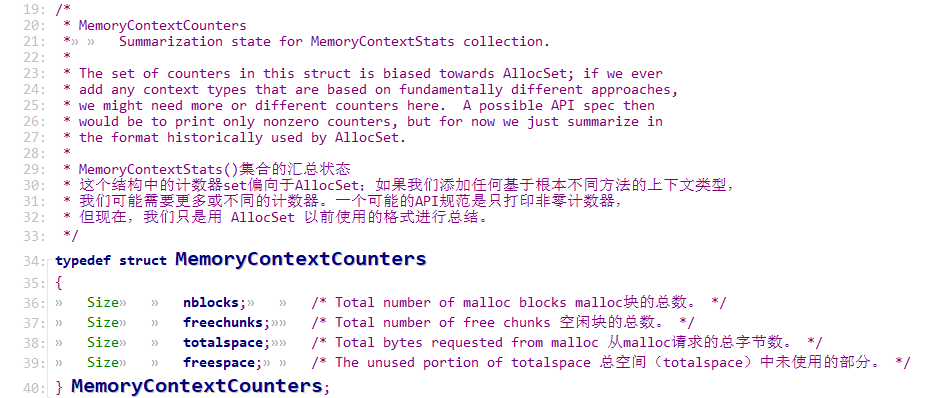 19: /*
20:  * MemoryContextCounters
21:  *» »   Summarization state for MemoryContextStats collection.
22:  *
23:  * The set of counters in this struct is biased towards AllocSet; if we ever
24:  * add any context types that are based on fundamentally different approaches,
25:  * we might need more or different counters here.  A possible API spec then
26:  * would be to print only nonzero counters, but for now we just summarize in
27:  * the format historically used by AllocSet.
28:  *
29:  * MemoryContextStats()集合的汇总状态
30:  * 这个结构中的计数器set偏向于AllocSet；如果我们添加任何基于根本不同方法的上下文类型，
31:  * 我们可能需要更多或不同的计数器。一个可能的API规范是只打印非零计数器，
32:  * 但现在，我们只是用 AllocSet 以前使用的格式进行总结。
33:  */
34: typedef struct MemoryContextCounters
35: {
36: »   Size»   »   nblocks;»   »   /* Total number of malloc blocks malloc块的总数。 */
37: »   Size»   »   freechunks;»»   /* Total number of free chunks 空闲块的总数。 */
38: »   Size»   »   totalspace;»»   /* Total bytes requested from malloc 从malloc请求的总字节数。 */
39: »   Size»   »   freespace;» »   /* The unused portion of totalspace 总空间（totalspace）中未使用的部分。 */
40: } MemoryContextCounters;